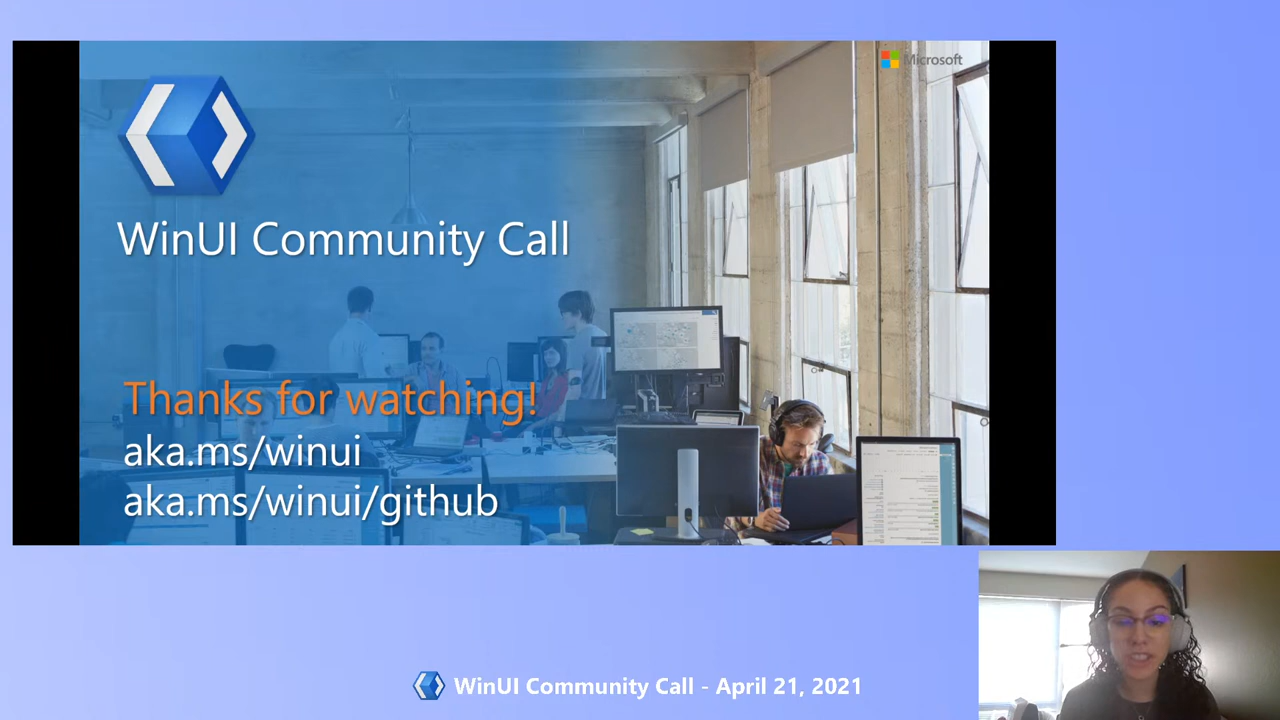 Microsoft
WinUI Community Call
Thanks for watching!
aka.ms/winui
aka.ms/winui/github
WinUI Community Call - April 21, 2021